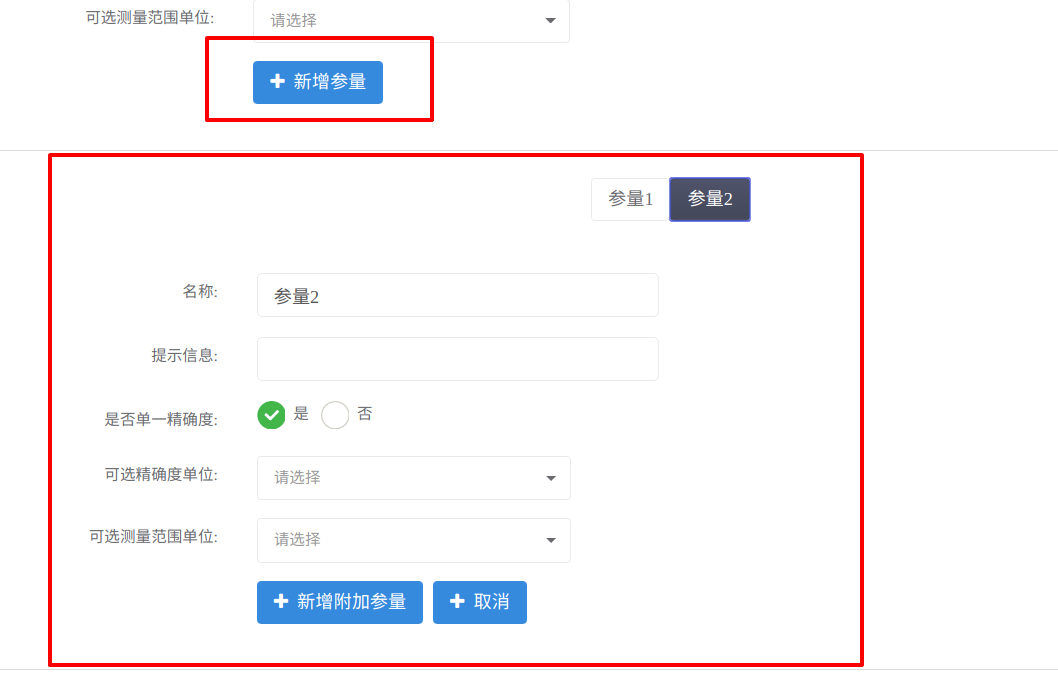 可选测量范围单位: 请选择
新增参量
参量1 参量2
名称: 参量2
提示信息:
是否单一精确度: 是 否
可选精确度单位: 请选择
可选测量范围单位: 请选择
新增附加参量 取消